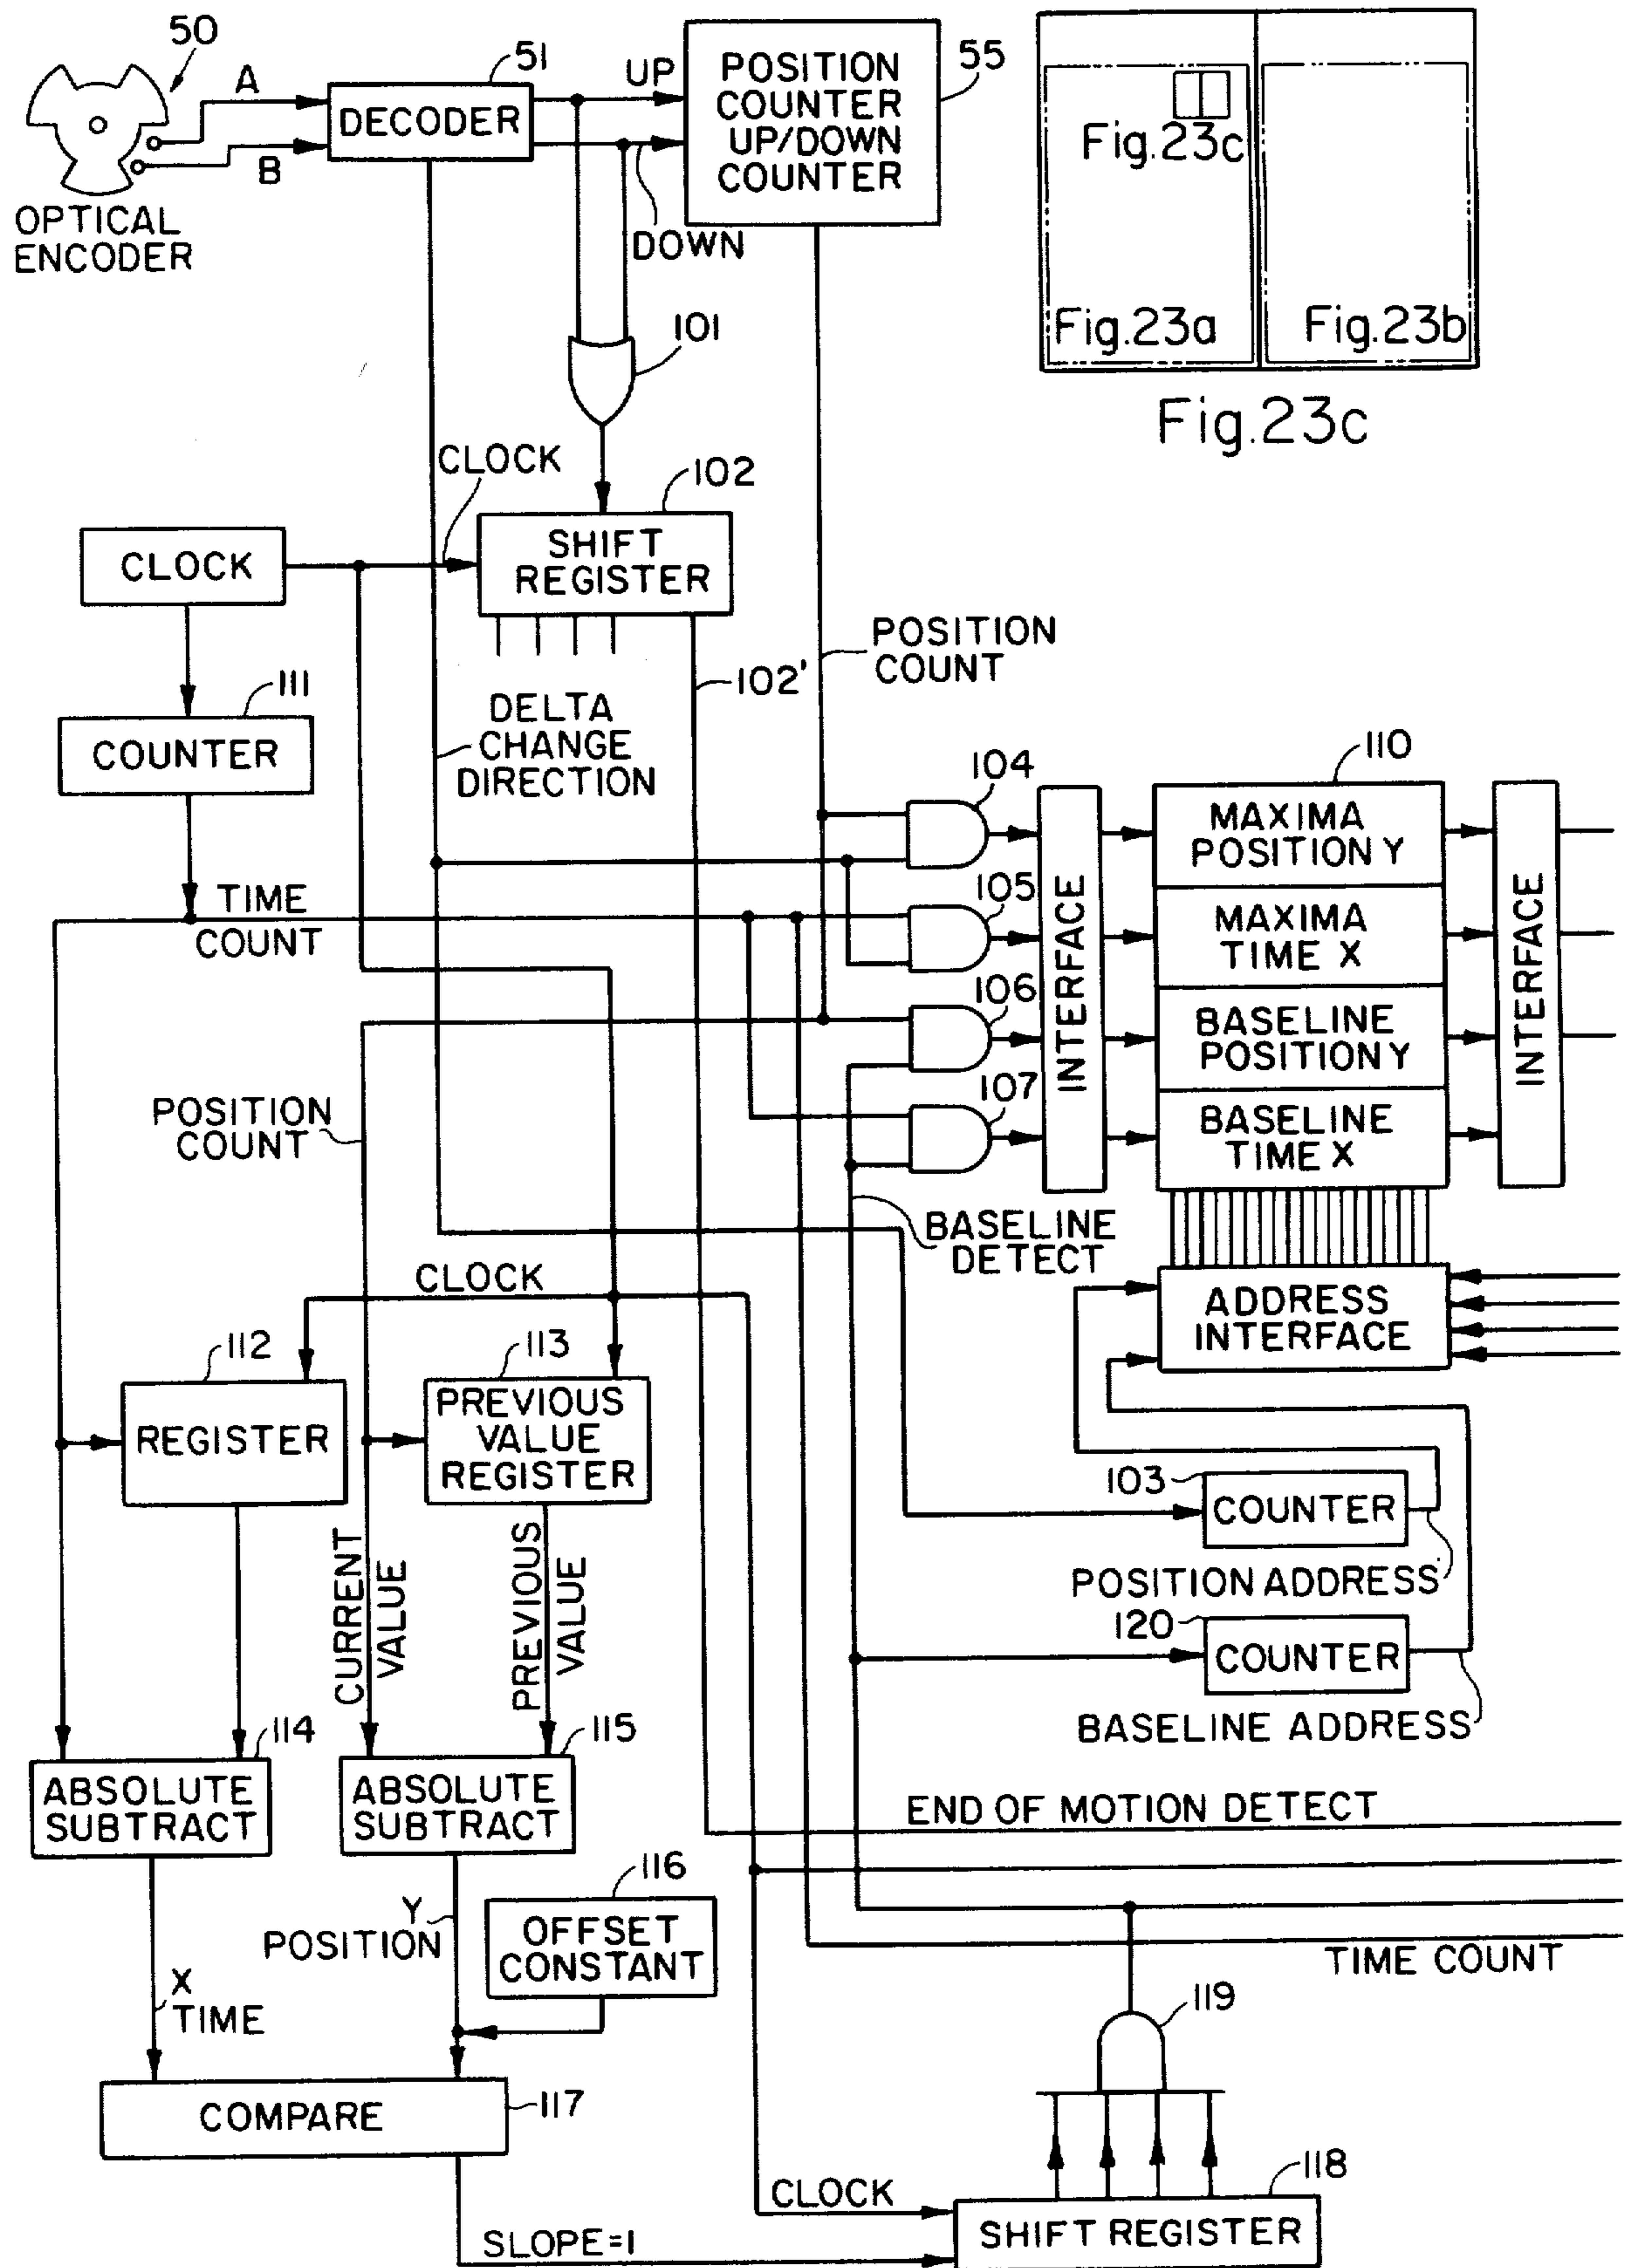 50
A
B
OPTICAL
ENCODER
51
DECODER
UP
DOWN
55
POSITION
COUNTER
UP/DOWN
COUNTER
Fig.23c
Fig.23a
Fig.23b
Fig.23c
101
CLOCK
102
SHIFT
REGISTER
102'
CLOCK
111
COUNTER
DELTA
CHANGE
DIRECTION
POSITION
COUNT
TIME
COUNT
104
105
106
107
INTERFACE
110
MAXIMA
POSITION Y
MAXIMA
TIME X
BASELINE
POSITION Y
BASELINE
TIME X
INTERFACE
POSITION
COUNT
BASELINE
DETECT
CLOCK
ADDRESS
INTERFACE
112
REGISTER
113
PREVIOUS
VALUE
REGISTER
103
COUNTER
POSITION ADDRESS
CURRENT
VALUE
PREVIOUS
VALUE
120
COUNTER
BASELINE ADDRESS
114
ABSOLUTE
SUBTRACT
115
ABSOLUTE
SUBTRACT
END OF MOTION DETECT
116
OFFSET
CONSTANT
Y
POSITION
X
TIME
TIME COUNT
119
COMPARE
117
CLOCK
118
SHIFT REGISTER
SLOPE=1